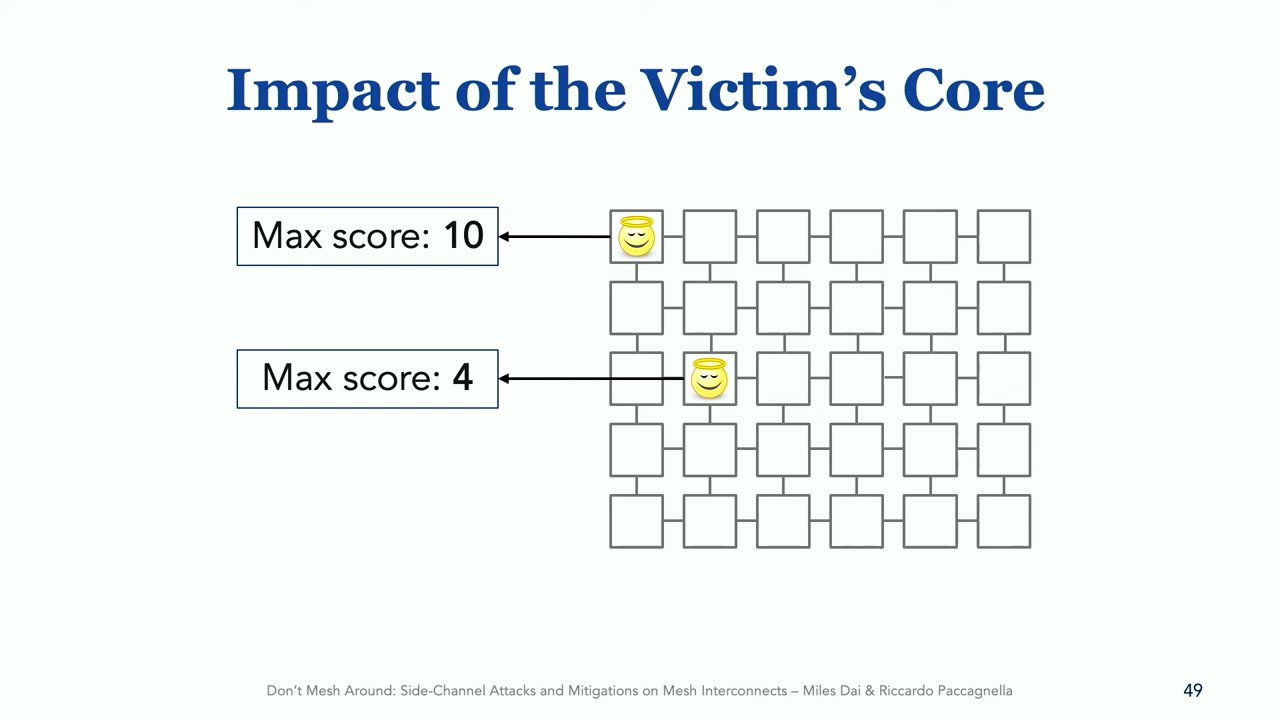 Impact of the Victim’s Core
Max score: 10
Max score: 4
Don’t Mesh Around: Side-Channel Attacks and Mitigations on Mesh Interconnects – Miles Dai & Riccardo Paccagnella
49